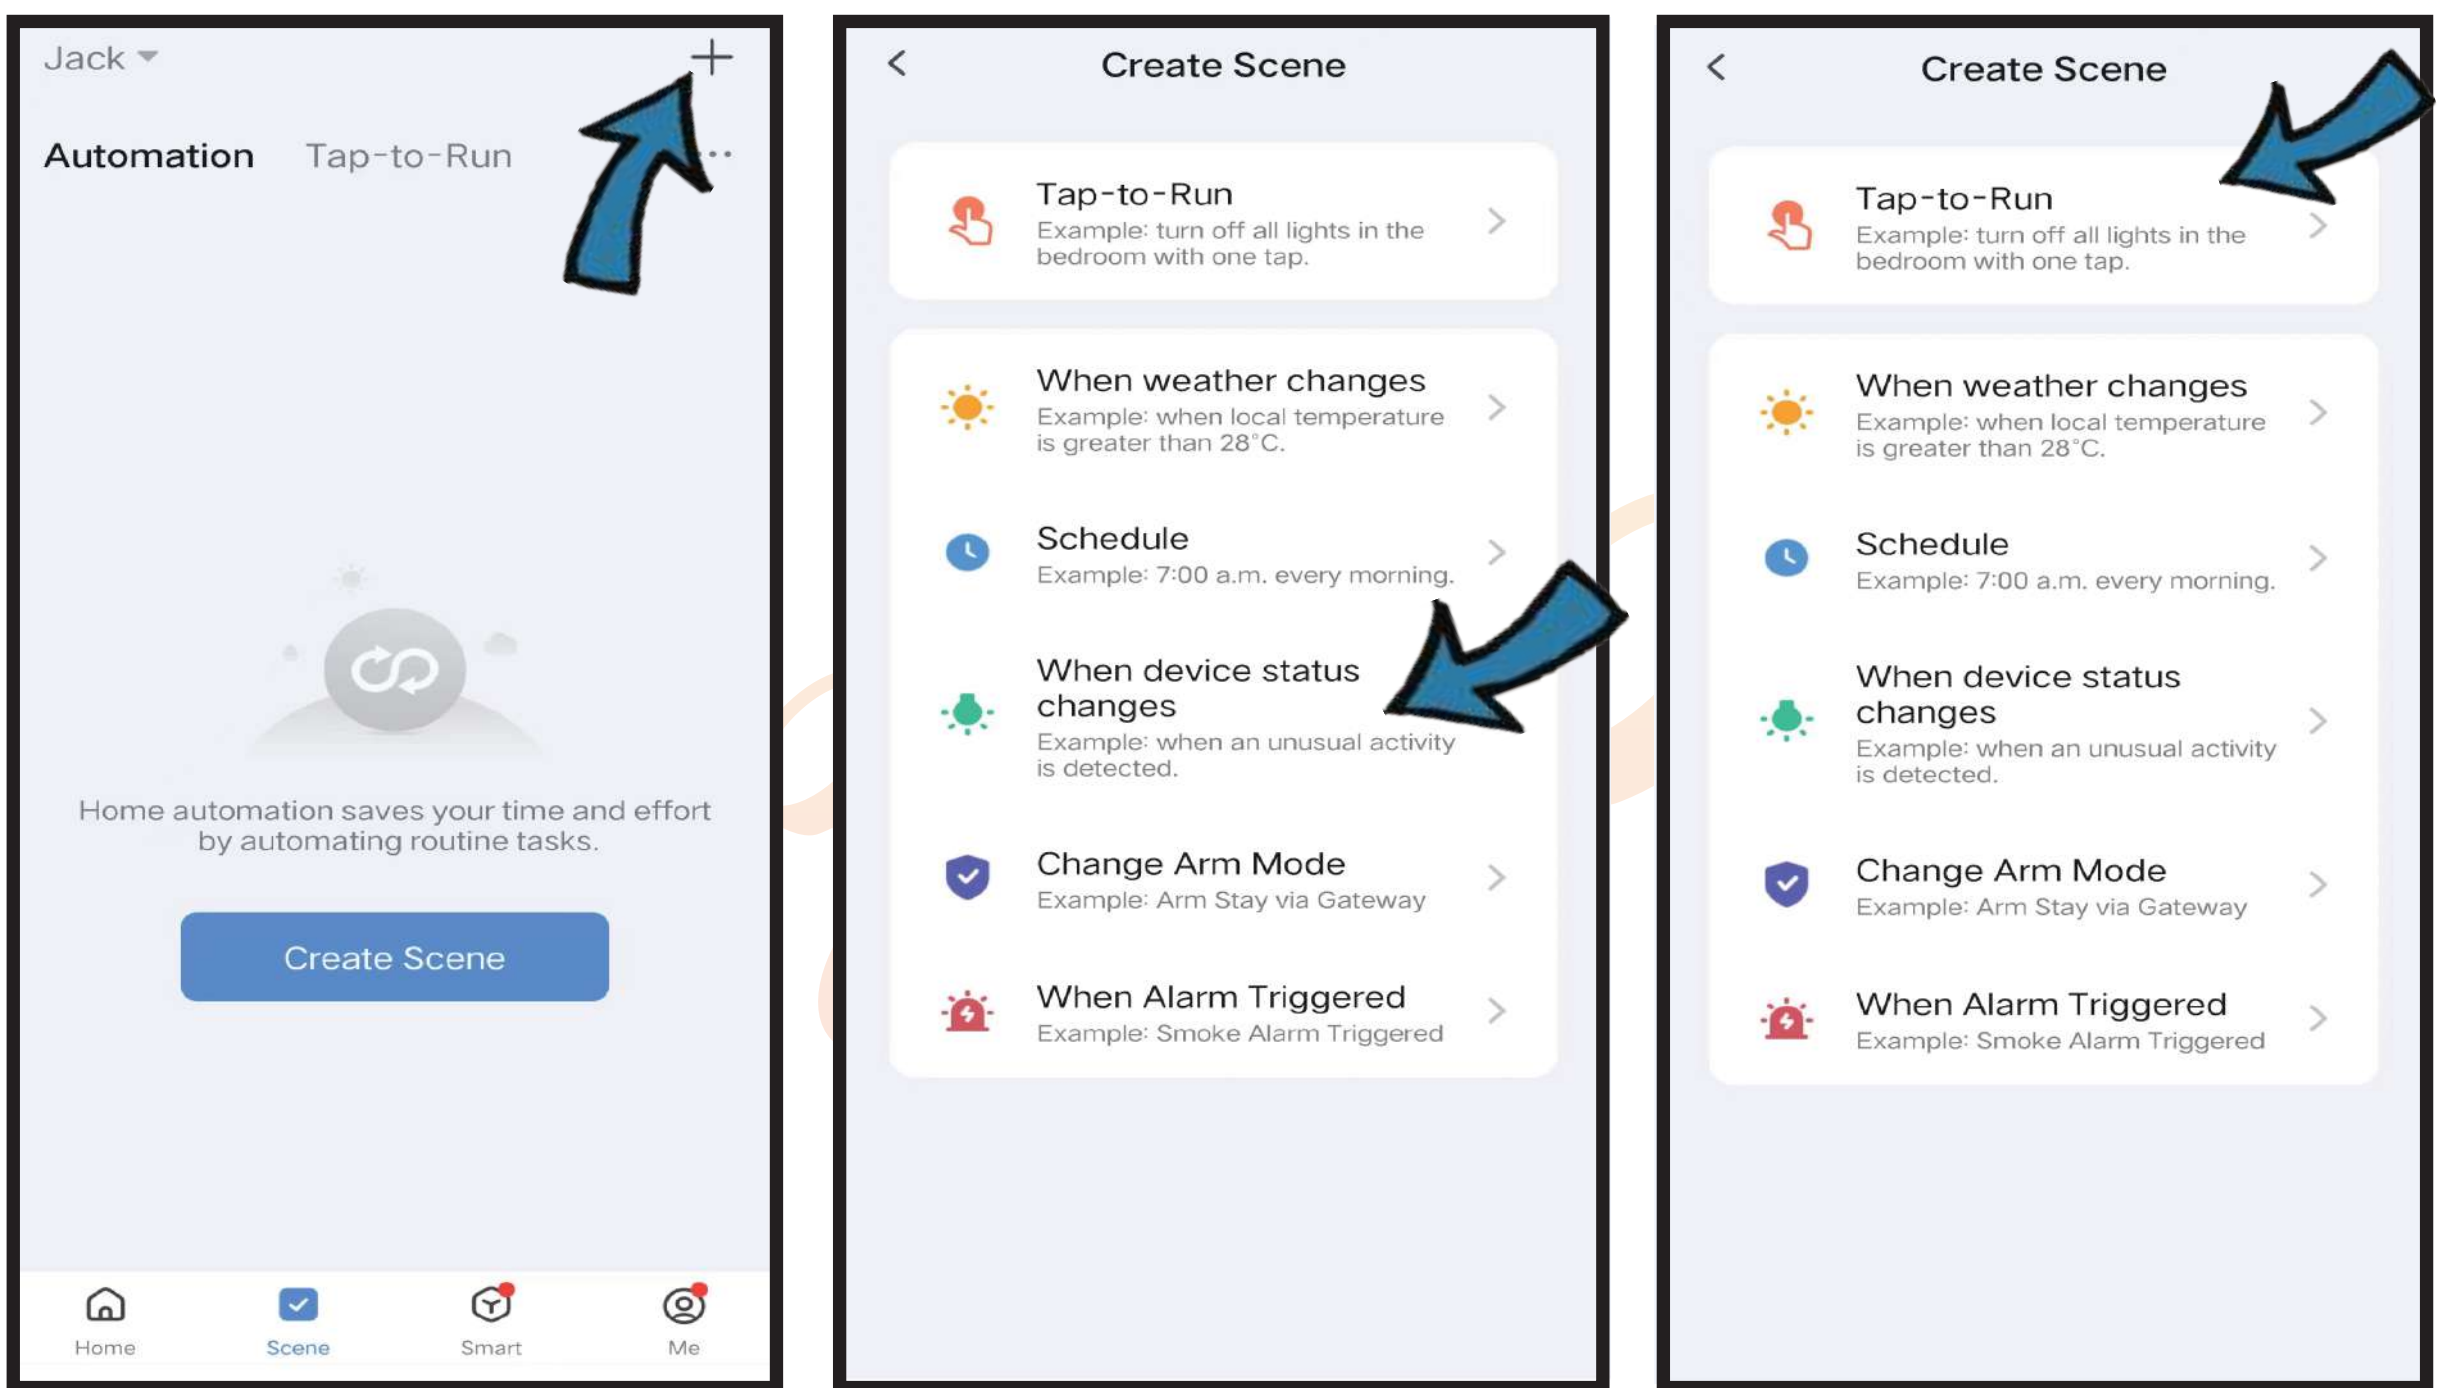 Jack
Automation Tap-to-Run
Home automation saves your time and effort
by automating routine tasks.
Create Scene
Home Scene Smart Me
Create Scene
Tap-to-Run
Example: turn off all lights in the
bedroom with one tap.
When weather changes
Example: when local temperature
is greater than 28°C.
Schedule
Example: 7:00 a.m. every morning.
When device status
changes
Example: when an unusual activity
is detected.
Change Arm Mode
Example: Arm Stay via Gateway
When Alarm Triggered
Example: Smoke Alarm Triggered
Create Scene
Tap-to-Run
Example: turn off all lights in the
bedroom with one tap.
When weather changes
Example: when local temperature
is greater than 28°C.
Schedule
Example: 7:00 a.m. every morning.
When device status
changes
Example: when an unusual activity
is detected.
Change Arm Mode
Example: Arm Stay via Gateway
When Alarm Triggered
Example: Smoke Alarm Triggered